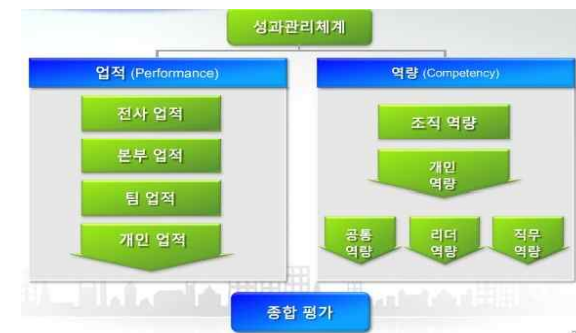 성과관리체계
업적 (Performance)
전사 업적
본부 업적
팀 업적
개인 업적
역량 (Competency)
조직 역량
개인
역량
공통
역량
리더
역량
직무
역량
종합 평가